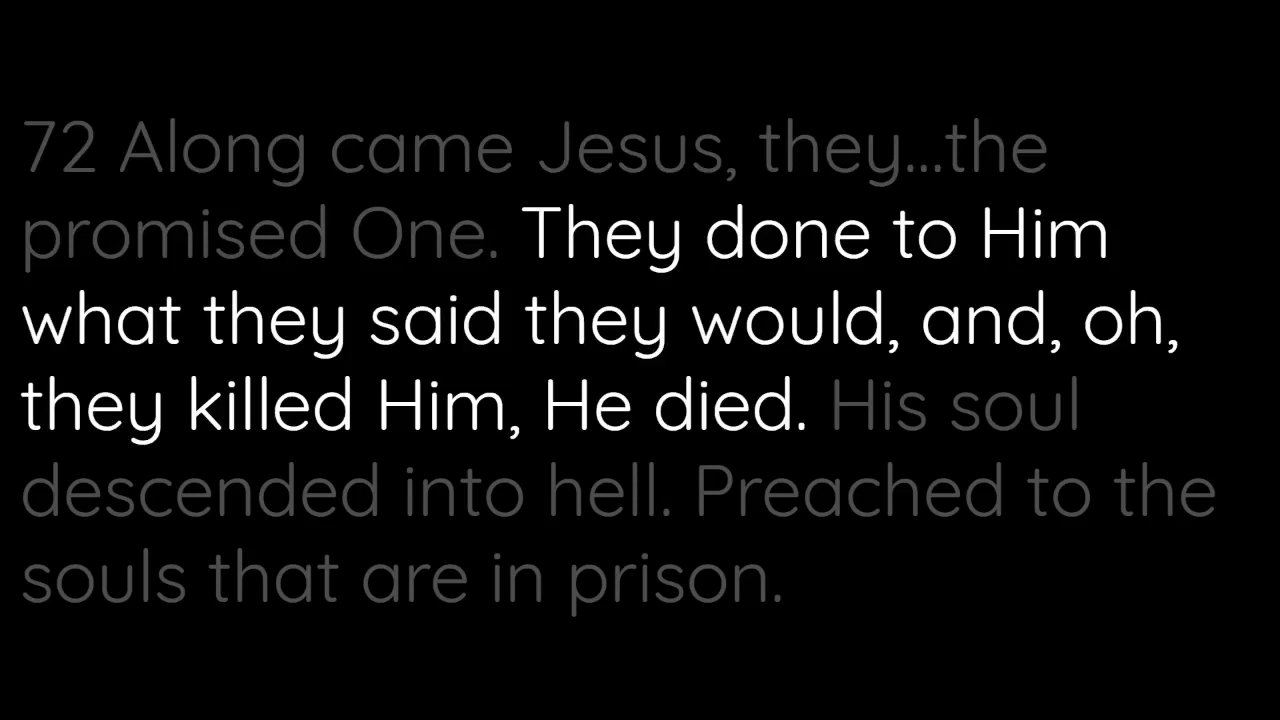 72 Along came Jesus, they...the
promised One. They done to Him
what they said they would, and, oh,
they killed Him, He died. His soul
descended into hell. Preached to the
souls that are in prison.